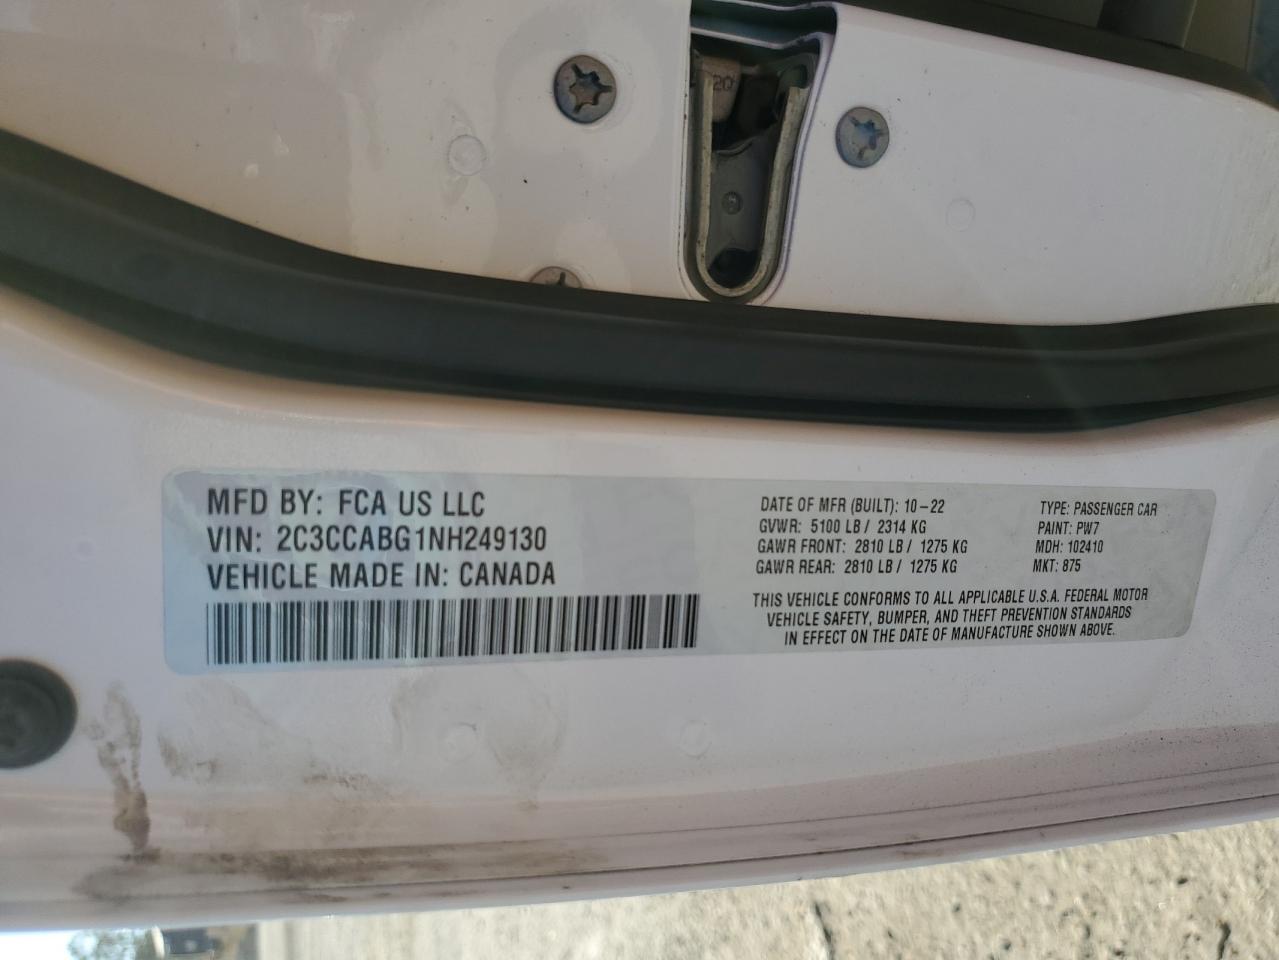 MFD BY: FCA US LLC
VIN: 2C3CCABG1NH249130
VEHICLE MADE IN: CANADA
DATE OF MFR (BUILT): 10-22
GVWR: 5100 LB / 2314 KG
GAWR FRONT: 2810 LB / 1275 KG
GAWR REAR: 2810 LB / 1275 KG
TYPE: PASSENGER CAR
PAINT: PW7
MDH: 102410
MKT: 875
THIS VEHICLE CONFORMS TO ALL APPLICABLE U.S.A. FEDERAL MOTOR
VEHICLE SAFETY, BUMPER, AND THEFT PREVENTION STANDARDS
IN EFFECT ON THE DATE OF MANUFACTURE SHOWN ABOVE.